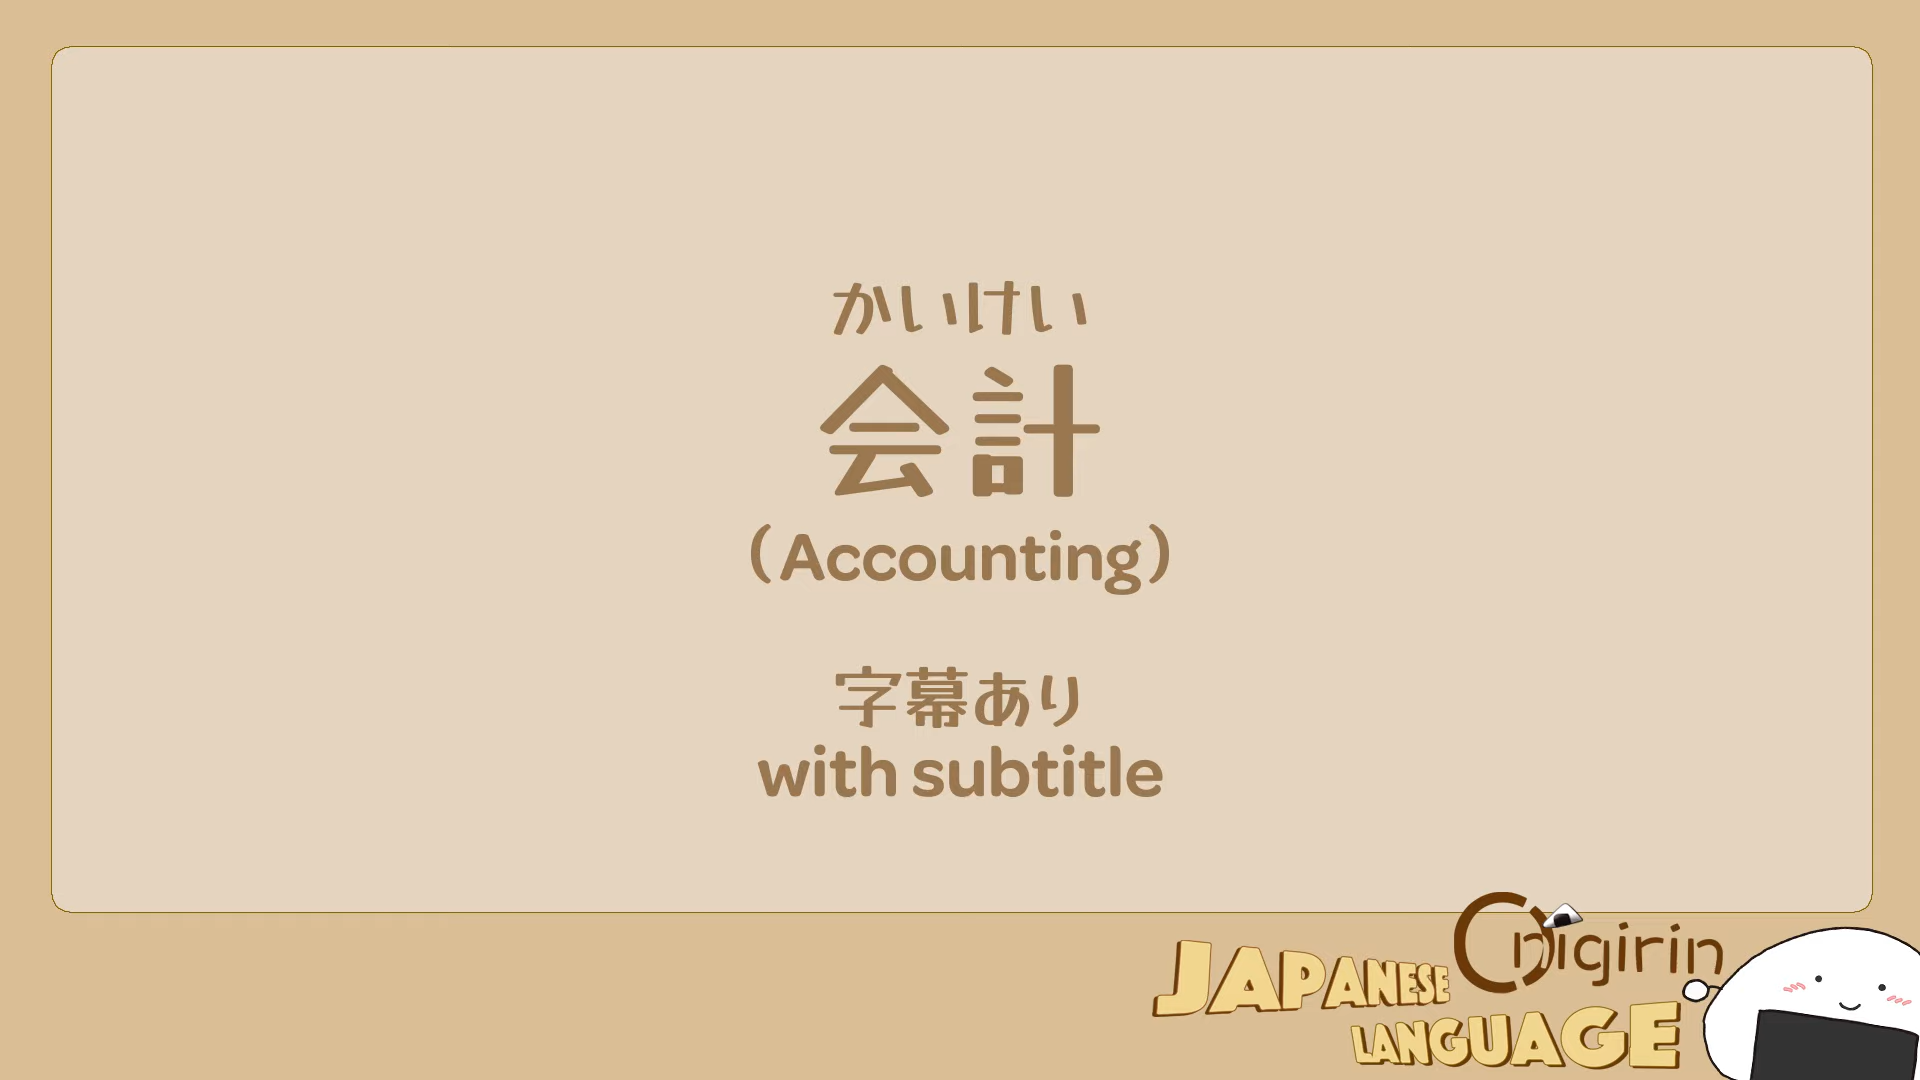 かいけい
会計
(Accounting)
字幕あり
with subtitle
Onigirin
JAPANESE
LANGUAGE